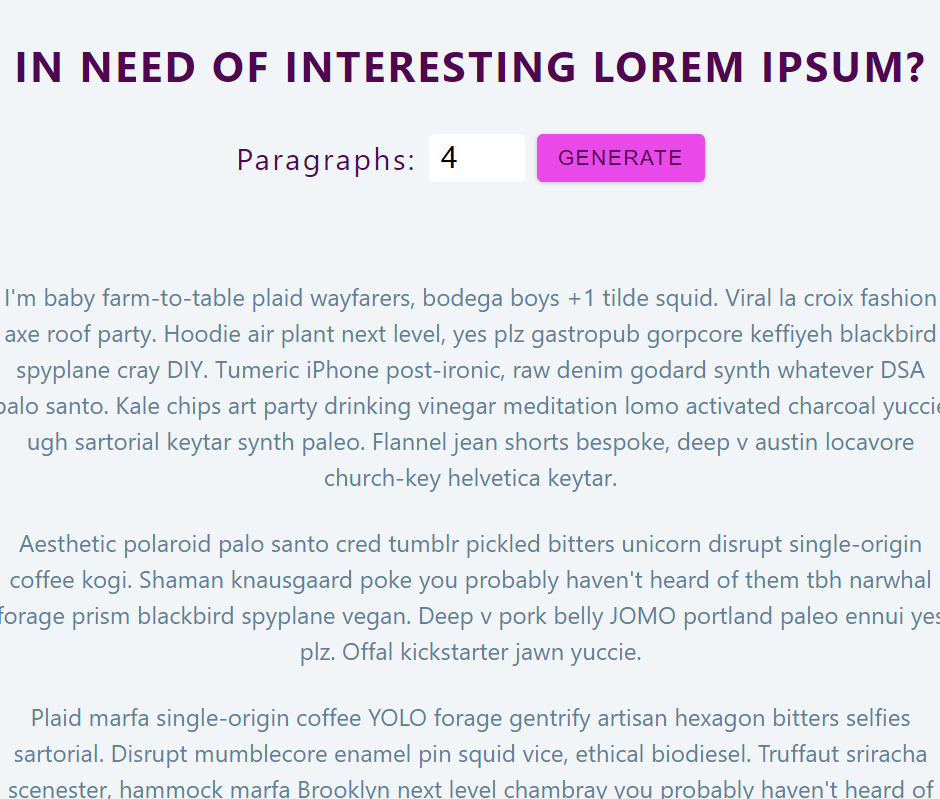 IN NEED OF INTERESTING LOREM IPSUM?
Paragraphs: 4 GENERATE
I'm baby farm-to-table plaid wayfarers, bodega boys +1 tilde squid. Viral la croix fashion
axe roof party. Hoodie air plant next level, yes plz gastropub gorpcore keffiyeh blackbird
spyplane cray DIY. Tumeric iPhone post-ironic, raw denim godard synth whatever DSA
palo santo. Kale chips art party drinking vinegar meditation lomo activated charcoal yuccie
ugh sartorial keytar synth paleo. Flannel jean shorts bespoke, deep v austin locavore
church-key helvetica keytar.
Aesthetic polaroid palo santo cred tumblr pickled bitters unicorn disrupt single-origin
coffee kogi. Shaman knausgaard poke you probably haven't heard of them tbh narwhal
forage prism blackbird spyplane vegan. Deep v pork belly JOMO portland paleo ennui yes
plz. Offal kickstarter jawn yuccie.
Plaid marfa single-origin coffee YOLO forage gentrify artisan hexagon bitters selfies
sartorial. Disrupt mumblecore enamel pin squid vice, ethical biodiesel. Truffaut sriracha
scenester, hammock marfa Brooklyn next level chambray you probably haven't heard of